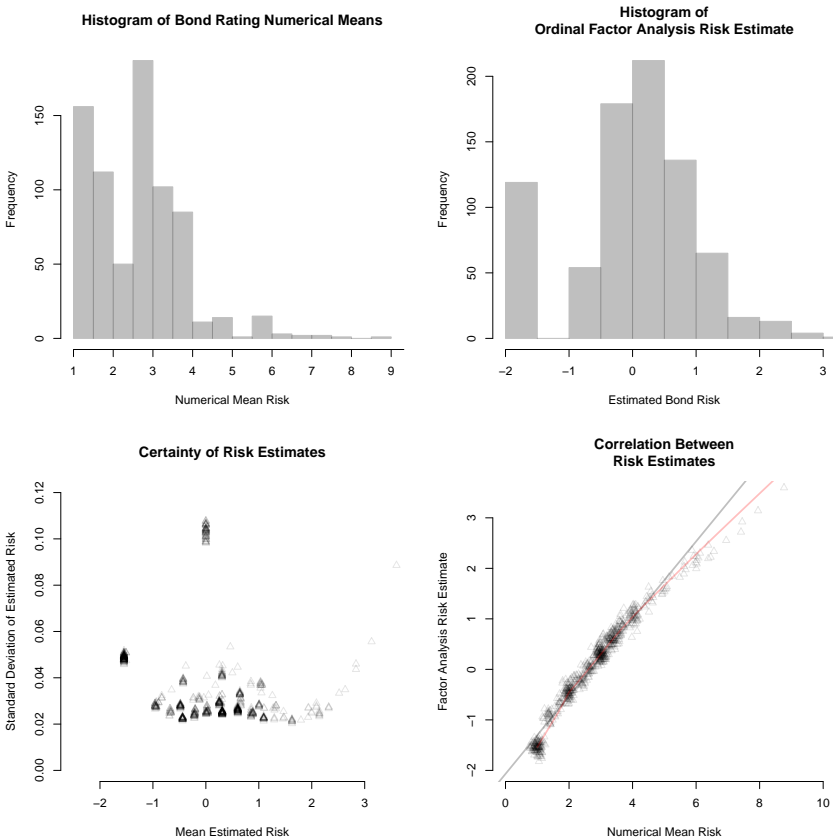 Histogram of Bond Rating Numerical Means
Frequency
0
50
100
150
1 2 3 4 5 6 7 8 9
Numerical Mean Risk
Histogram of
Ordinal Factor Analysis Risk Estimate
Frequency
0
50
100
150
200
−2 −1 0 1 2 3
Estimated Bond Risk
Certainty of Risk Estimates
Standard Deviation of Estimated Risk
0.00
0.02
0.04
0.06
0.08
0.10
0.12
−2 −1 0 1 2 3
Mean Estimated Risk
Correlation Between
Risk Estimates
Factor Analysis Risk Estimate
−2
−1
0
1
2
3
0 2 4 6 8 10
Numerical Mean Risk